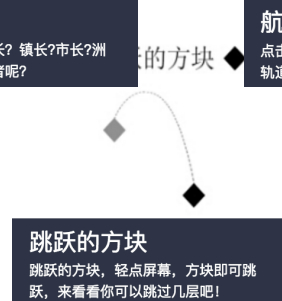 长？镇长?市长?洲
者呢？
的方块
航
点击
轨道
跳跃的方块
跳跃的方块，轻点屏幕，方块即可跳
跃，来看看你可以跳过几层吧！